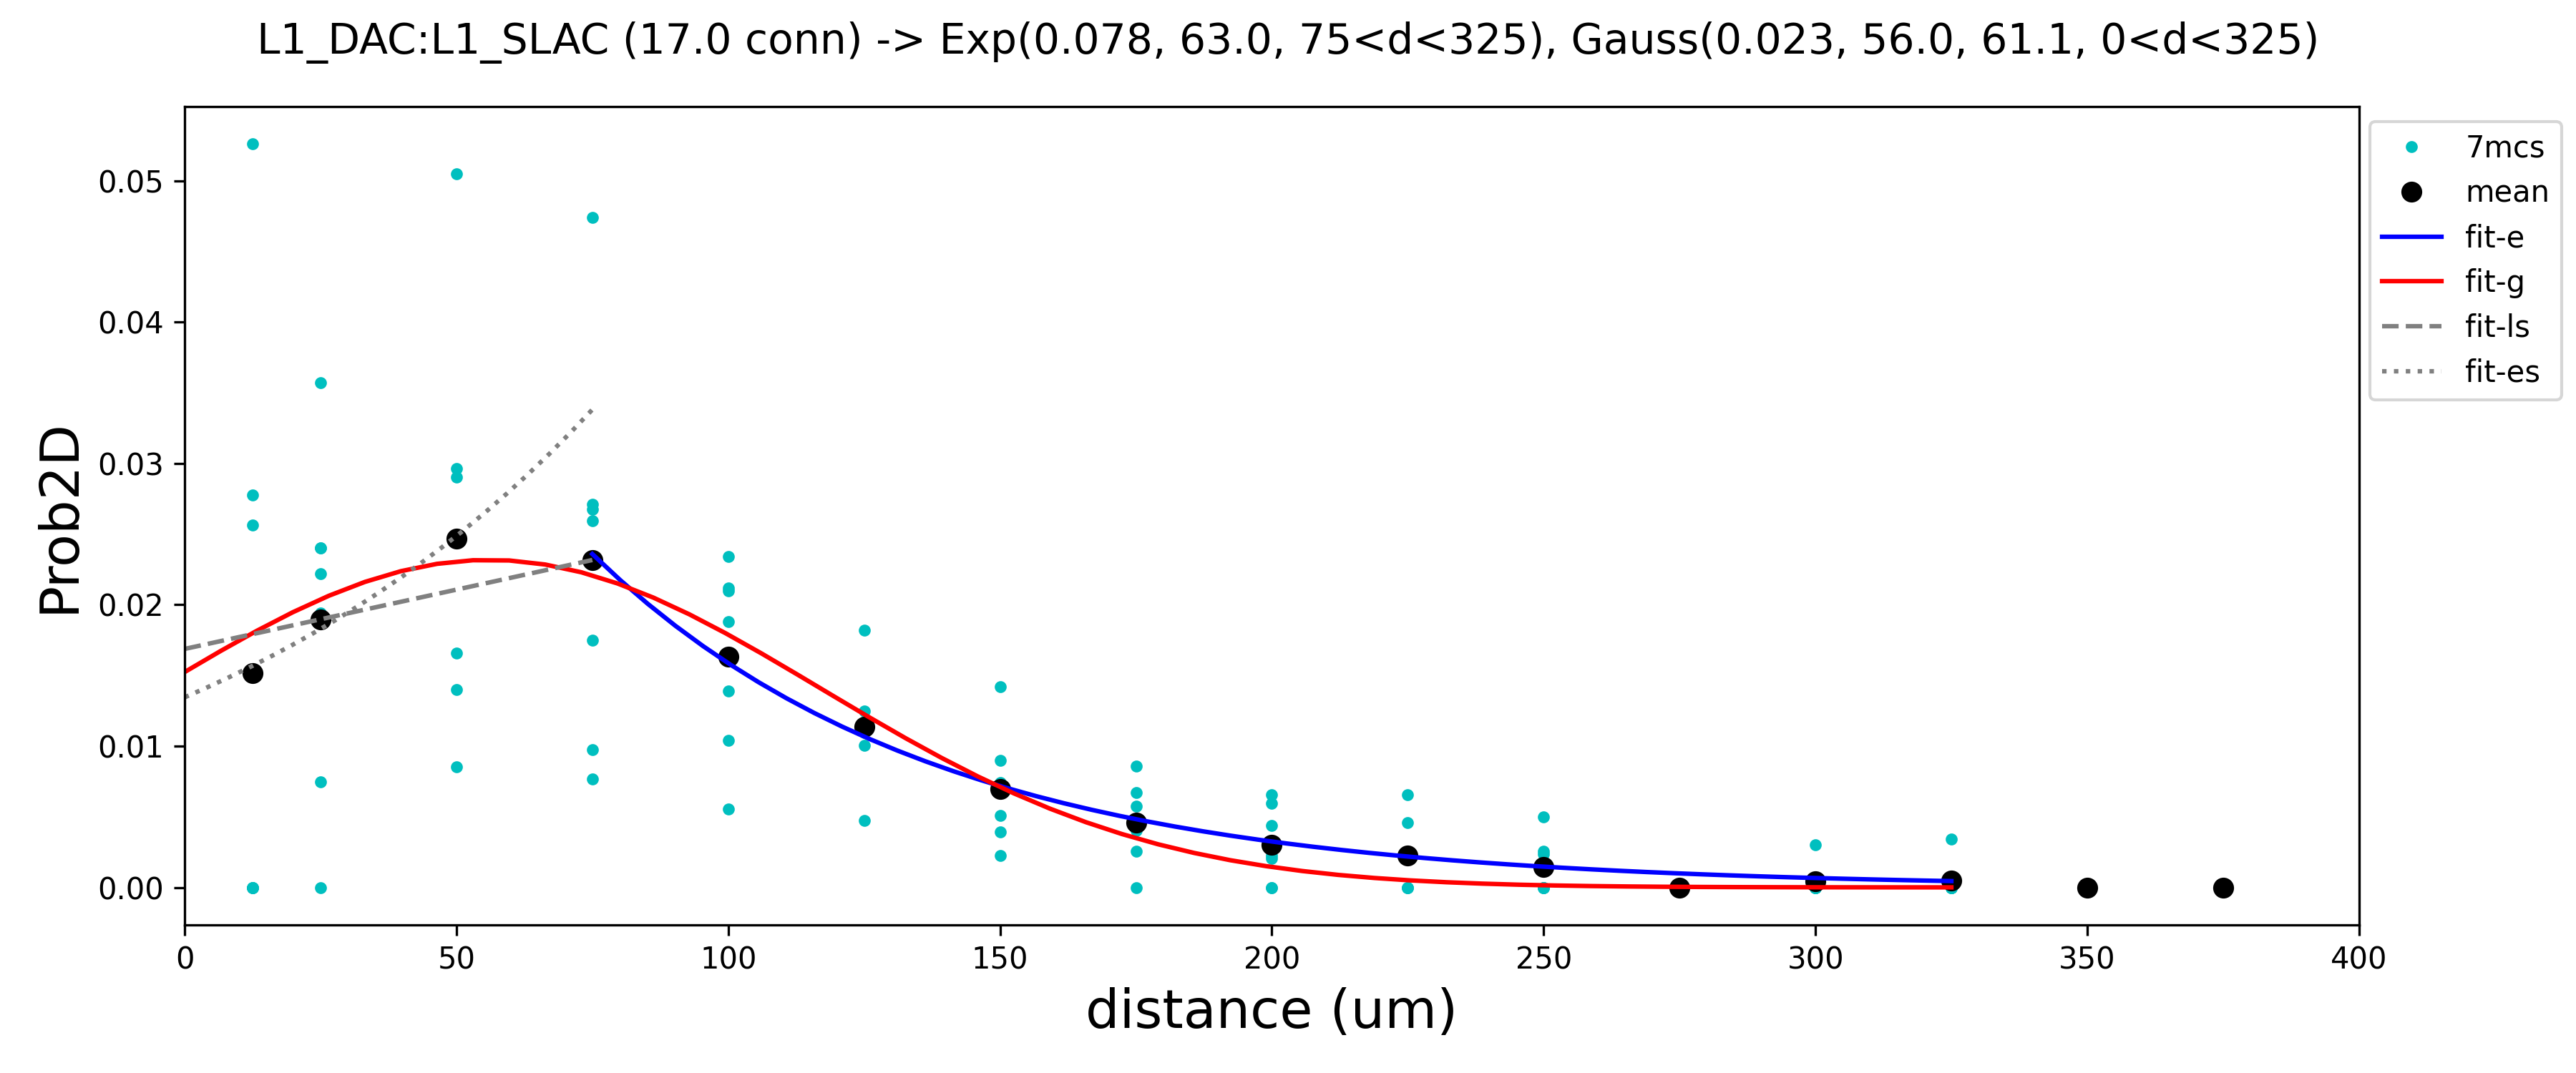 L1_DAC:L1_SLAC (17.0 conn) -> Exp(0.078, 63.0, 75<d<325), Gauss(0.023, 56.0, 61.1, 0<d<325)
7mcs
mean
fit-e
fit-g
fit-ls
fit-es
Prob2D
0.05
0.04
0.03
0.02
0.01
0.00
0 50 100 150 200 250 300 350 400
distance (um)